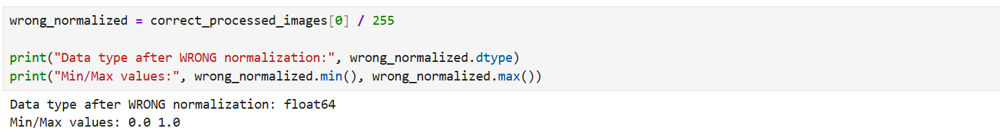 wrong_normalized = correct_processed_images[0] / 255
print("Data type after WRONG normalization:", wrong_normalized.dtype)
print("Min/Max values:", wrong_normalized.min(), wrong_normalized.max())
Data type after WRONG normalization: float64
Min/Max values: 0.0 1.0